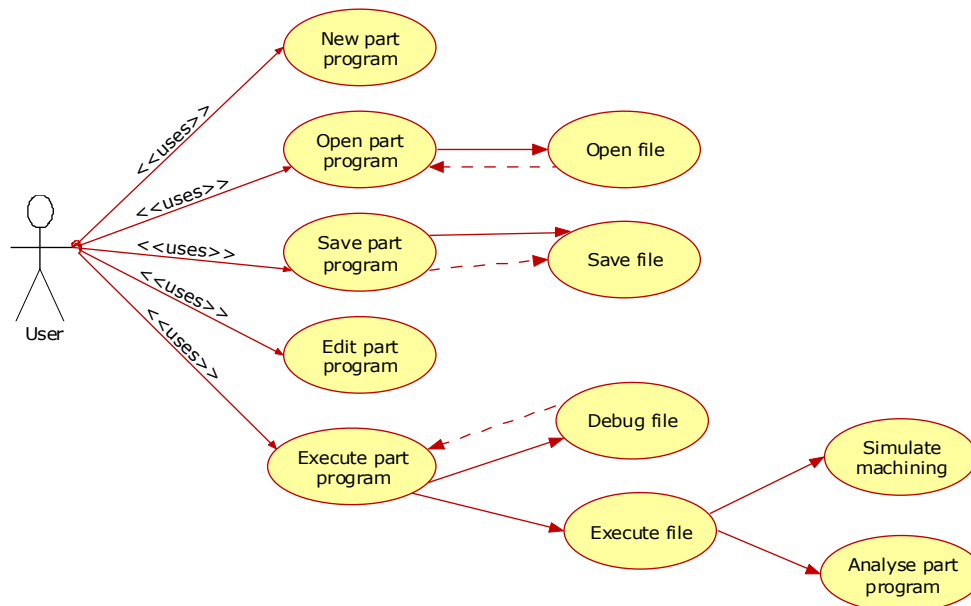 New part
program
<<uses>>
Open part
program
Open file
<<uses>>
Save part
program
Save file
<<uses>>
User
<<uses>>
Edit part
program
<<uses>>
Debug file
Execute part
program
Simulate
machining
Execute file
Analyse part
program